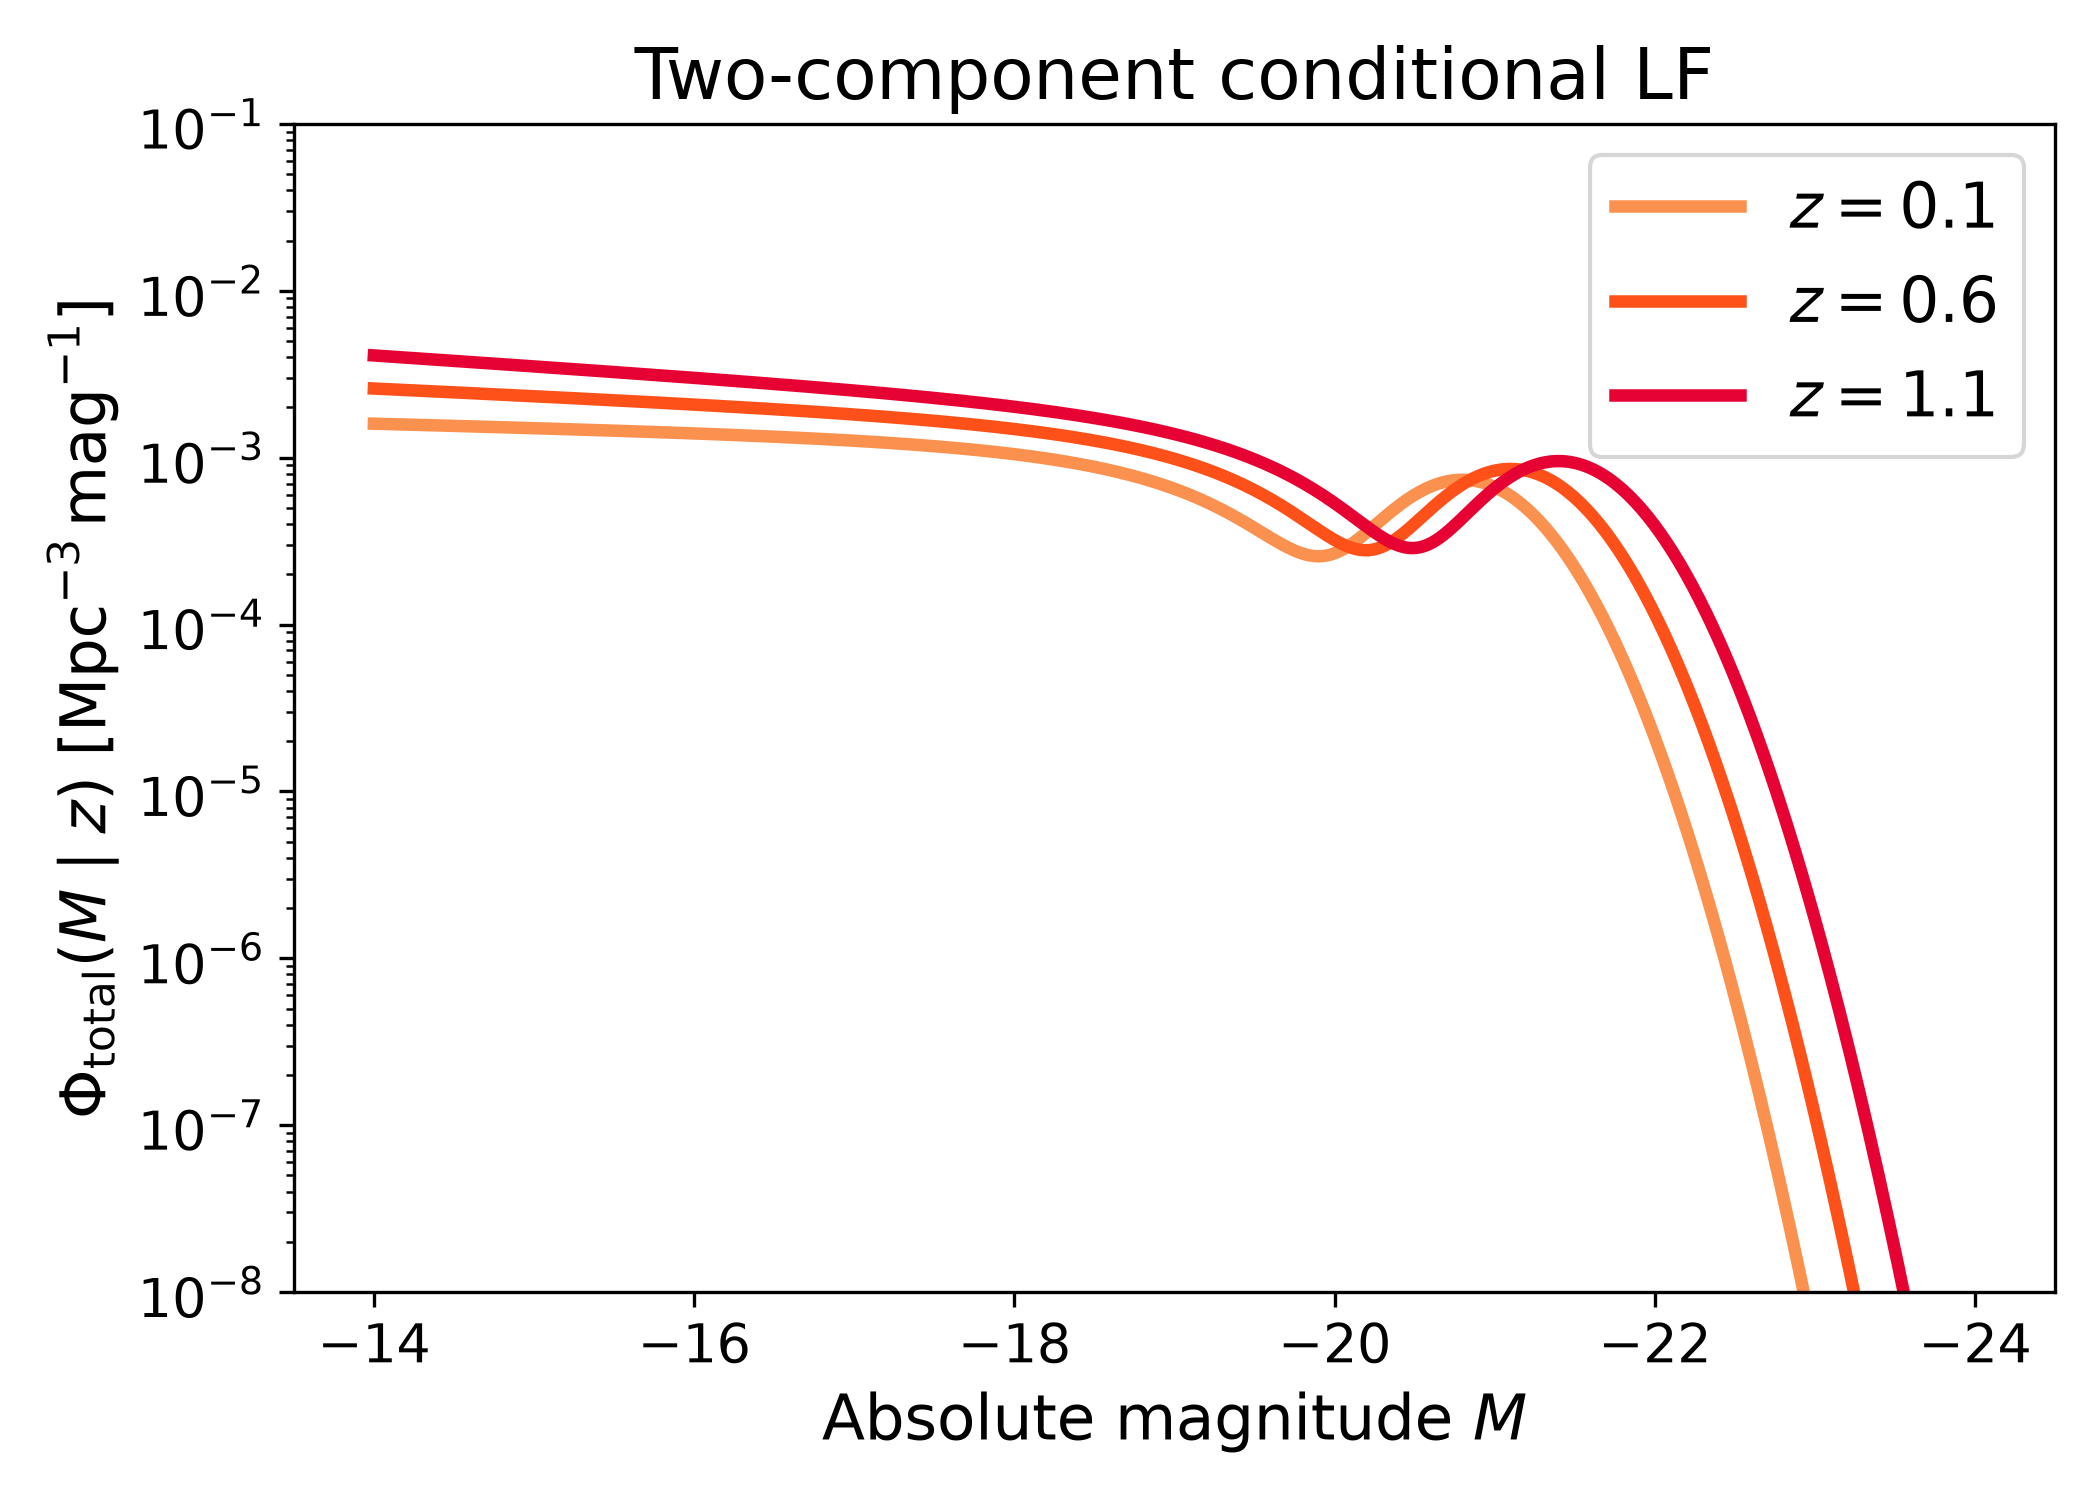 Two-component conditional LF
Φ_total(M | z) [Mpc⁻³ mag⁻¹]
10⁻¹
10⁻²
10⁻³
10⁻⁴
10⁻⁵
10⁻⁶
10⁻⁷
10⁻⁸
z = 0.1
z = 0.6
z = 1.1
−14 −16 −18 −20 −22 −24
Absolute magnitude M